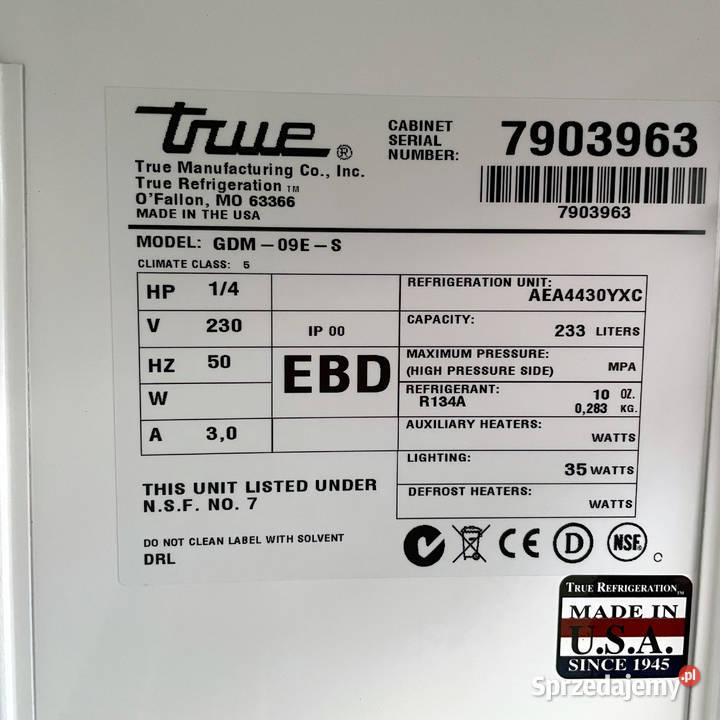 true®
CABINET SERIAL NUMBER: 7903963
7903963
True Manufacturing Co., Inc.
True Refrigeration TM
O'Fallon, MO 63366
MADE IN THE USA
MODEL: GDM-09E-S
CLIMATE CLASS: 5
HP 1/4
V 230
HZ 50
W
A 3,0
IP 00
EBD
REFRIGERATION UNIT:
AEA4430YXC
CAPACITY: 233 LITERS
MAXIMUM PRESSURE:
(HIGH PRESSURE SIDE) MPA
REFRIGERANT: 10 OZ.
R134A 0,283 KG.
AUXILIARY HEATERS:
WATTS
LIGHTING: 35 WATTS
DEFROST HEATERS:
WATTS
THIS UNIT LISTED UNDER
N.S.F. NO. 7
DO NOT CLEAN LABEL WITH SOLVENT
DRL
CE D NSF C
TRUE REFRIGERATION TM
MADE IN
U.S.A.
SINCE 1945
Sprzedajemy.pl